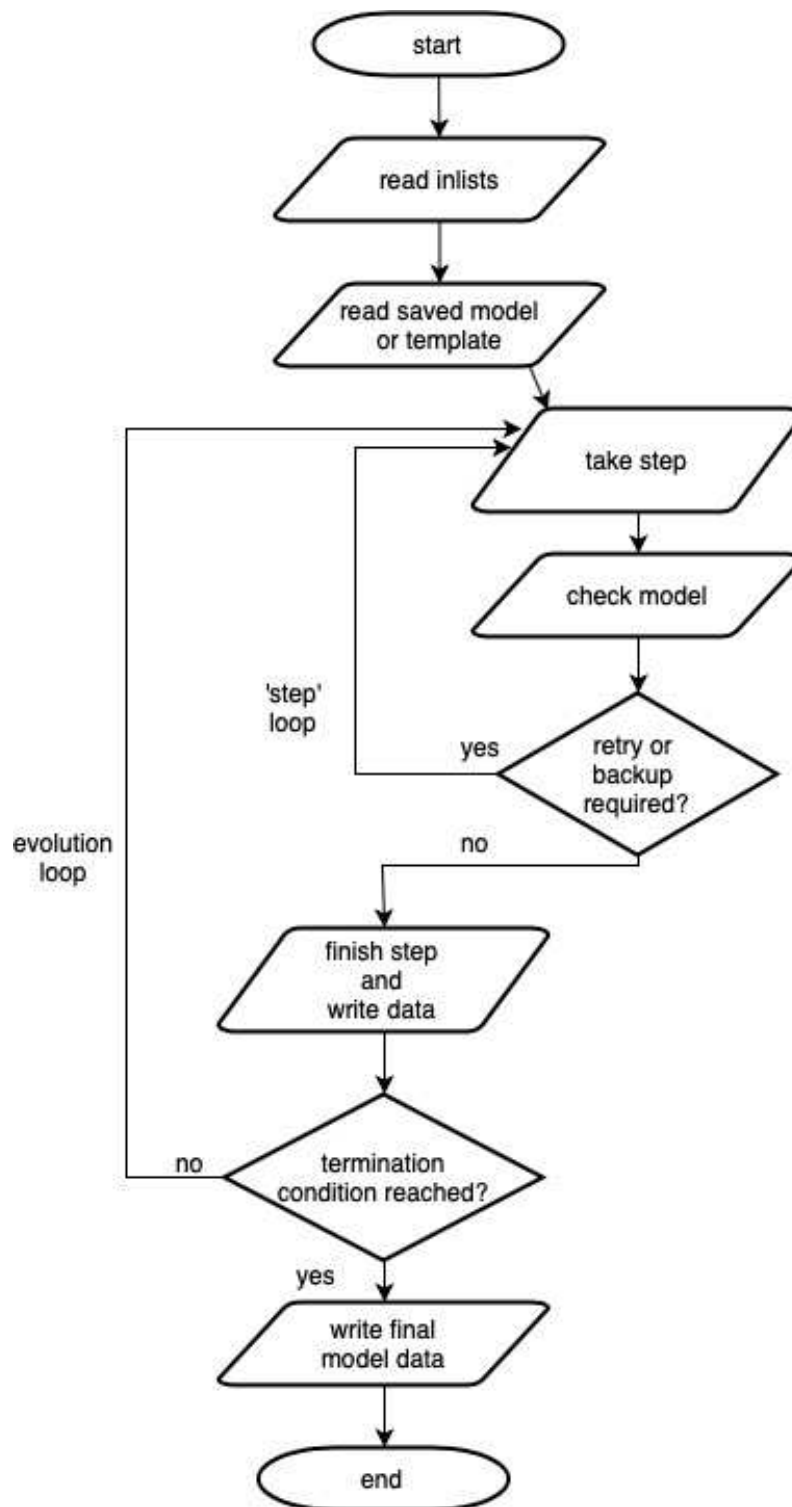 start
read inlists
read saved model
or template
take step
check model
'step'
loop
yes
retry or
backup
required?
evolution
loop
no
finish step
and
write data
no
termination
condition reached?
yes
write final
model data
end